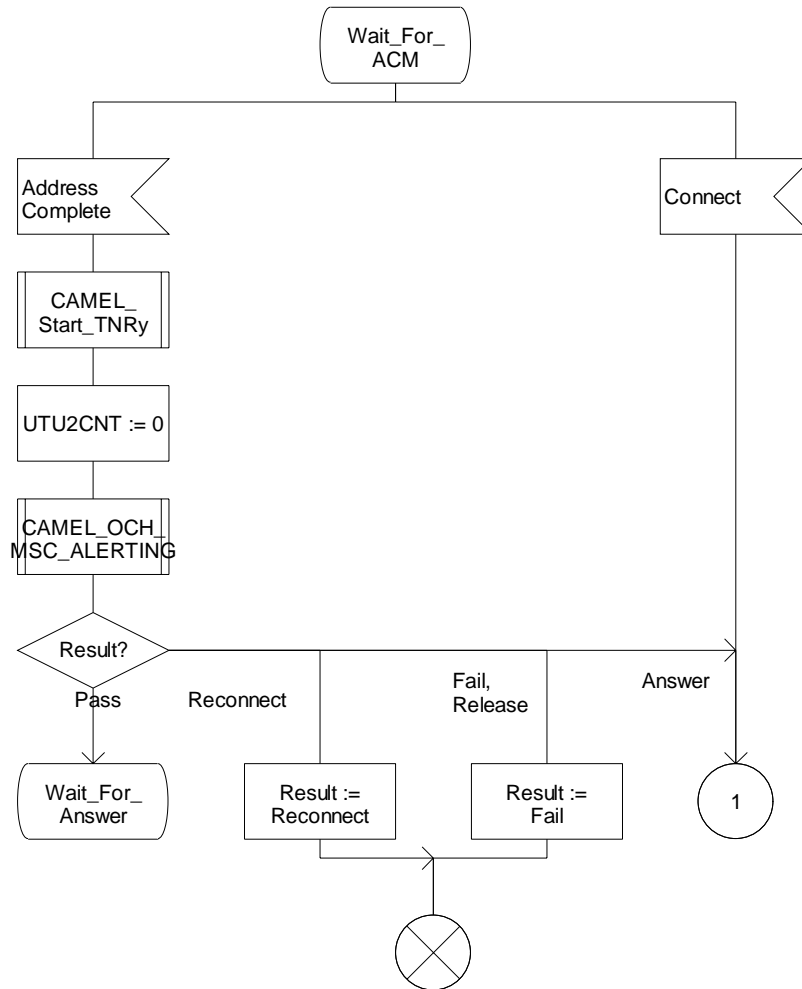 Wait_For_
ACM
Address
Complete
Connect
CAMEL_
Start_TNRy
UTU2CNT := 0
CAMEL_OCH_
MSC_ALERTING
Result?
Pass
Reconnect
Fail,
Release
Answer
Wait_For_
Answer
Result :=
Reconnect
Result :=
Fail
1